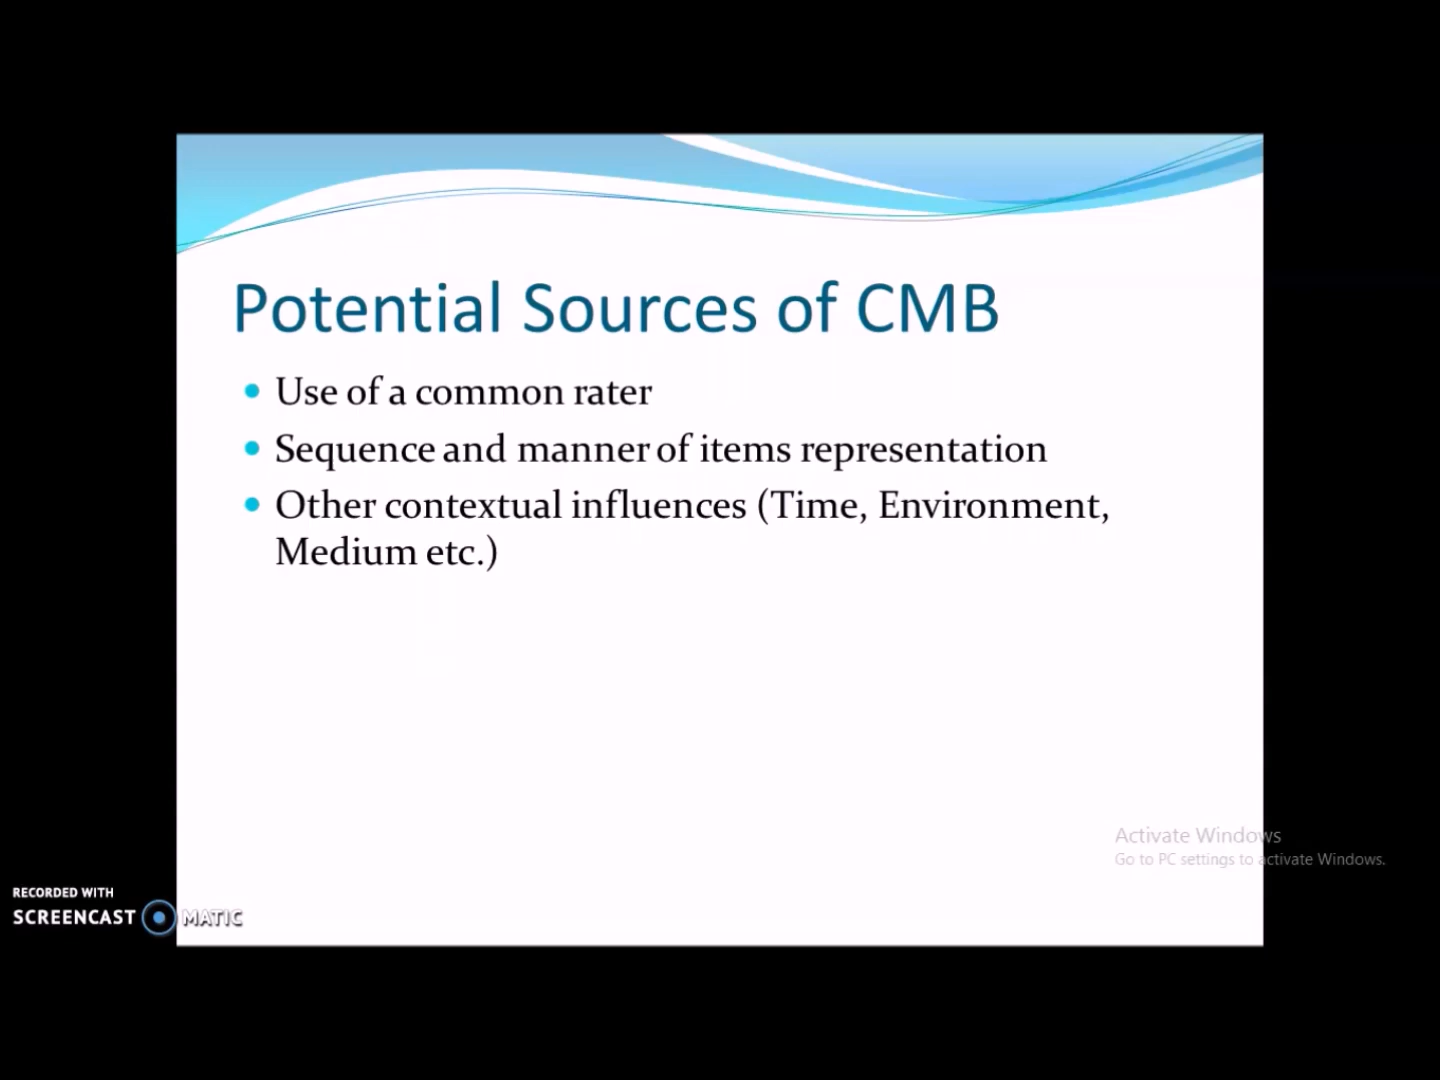 Potential Sources of CMB
Use of a common rater
Sequence and manner of items representation
Other contextual influences (Time, Environment,
Medium etc.)
Activate Windows
Go to PC settings to activate Windows.
RECORDED WITH
SCREENCAST MATIC